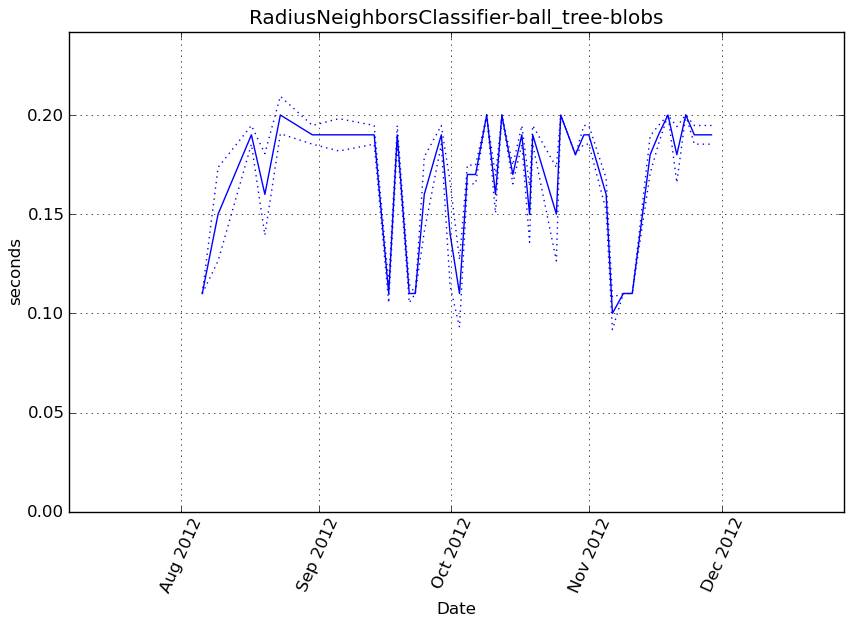 RadiusNeighborsClassifier-ball_tree-blobs
seconds
0.20
0.15
0.10
0.05
0.00
Aug 2012
Sep 2012
Oct 2012
Nov 2012
Dec 2012
Date